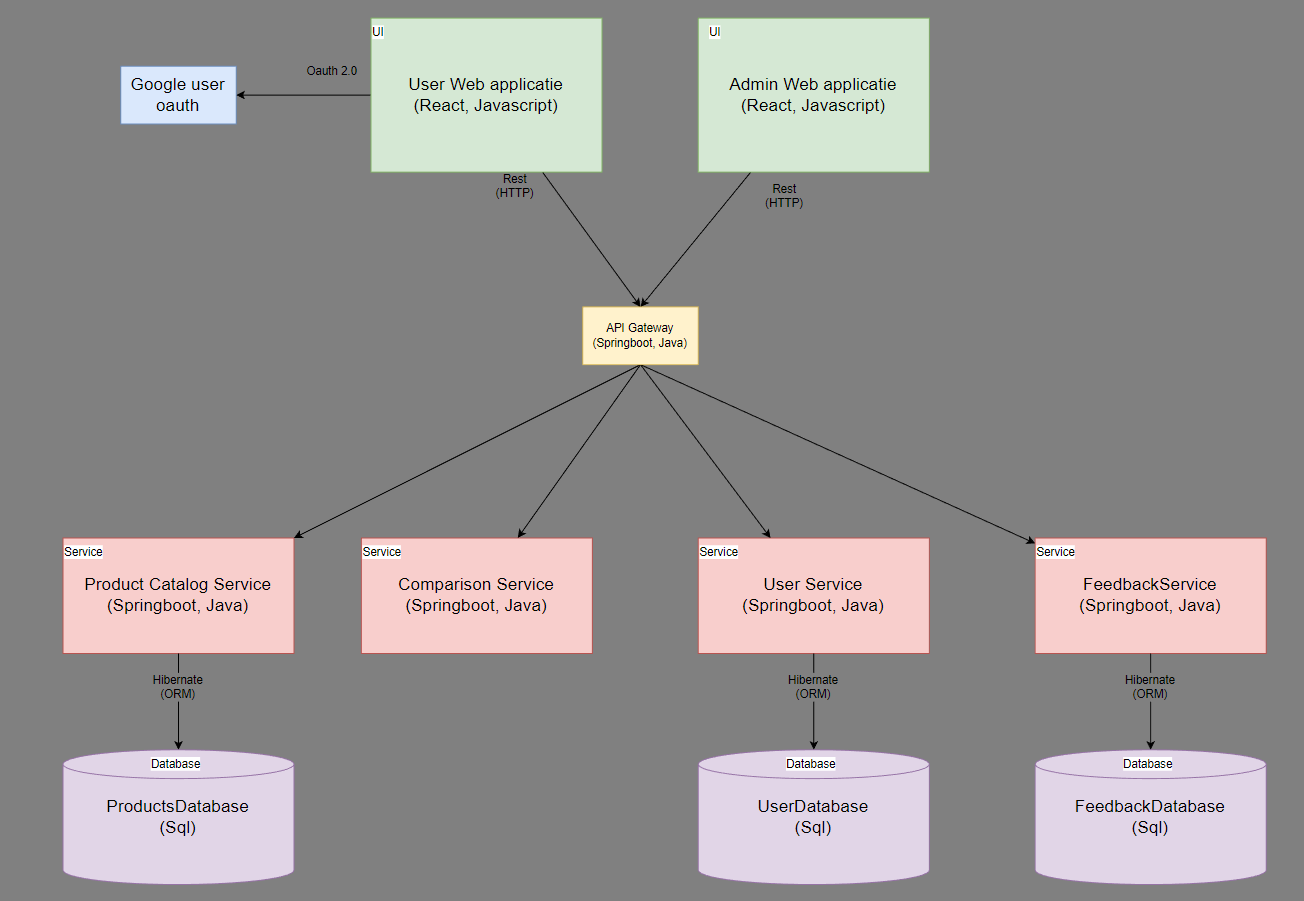 UI
User Web applicatie
(React, Javascript)
UI
Admin Web applicatie
(React, Javascript)
Oauth 2.0
Google user
oauth
Rest
(HTTP)
Rest
(HTTP)
API Gateway
(Springboot, Java)
Service
Product Catalog Service
(Springboot, Java)
Service
Comparison Service
(Springboot, Java)
Service
User Service
(Springboot, Java)
Service
FeedbackService
(Springboot, Java)
Hibernate
(ORM)
Hibernate
(ORM)
Hibernate
(ORM)
Database
ProductsDatabase
(Sql)
Database
UserDatabase
(Sql)
Database
FeedbackDatabase
(Sql)